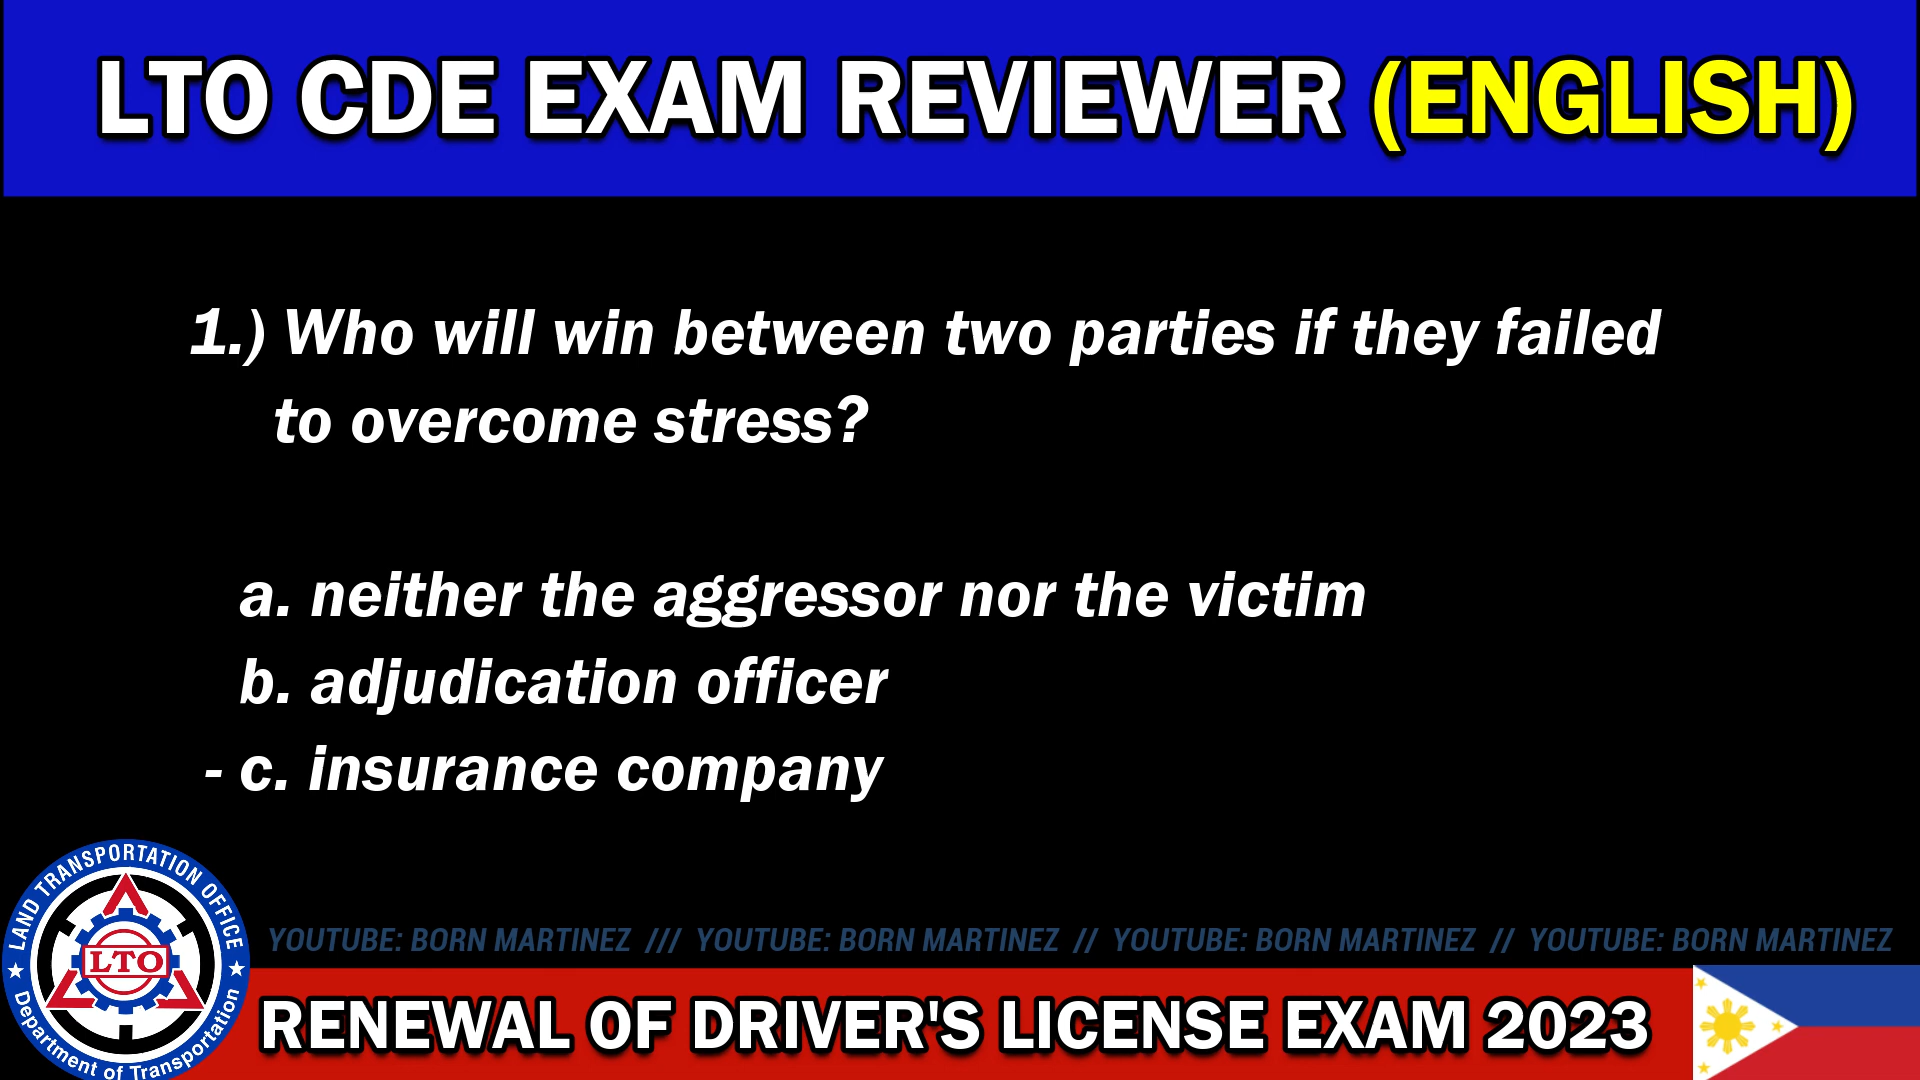 LTO CDE EXAM REVIEWER (ENGLISH)
1.) Who will win between two parties if they failed
to overcome stress?
a. neither the aggressor nor the victim
b. adjudication officer
- c. insurance company
LAND TRANSPORTATION OFFICE
LTO
Department of Transportation
YOUTUBE: BORN MARTINEZ /// YOUTUBE: BORN MARTINEZ // YOUTUBE: BORN MARTINEZ // YOUTUBE: BORN MARTINEZ
RENEWAL OF DRIVER'S LICENSE EXAM 2023